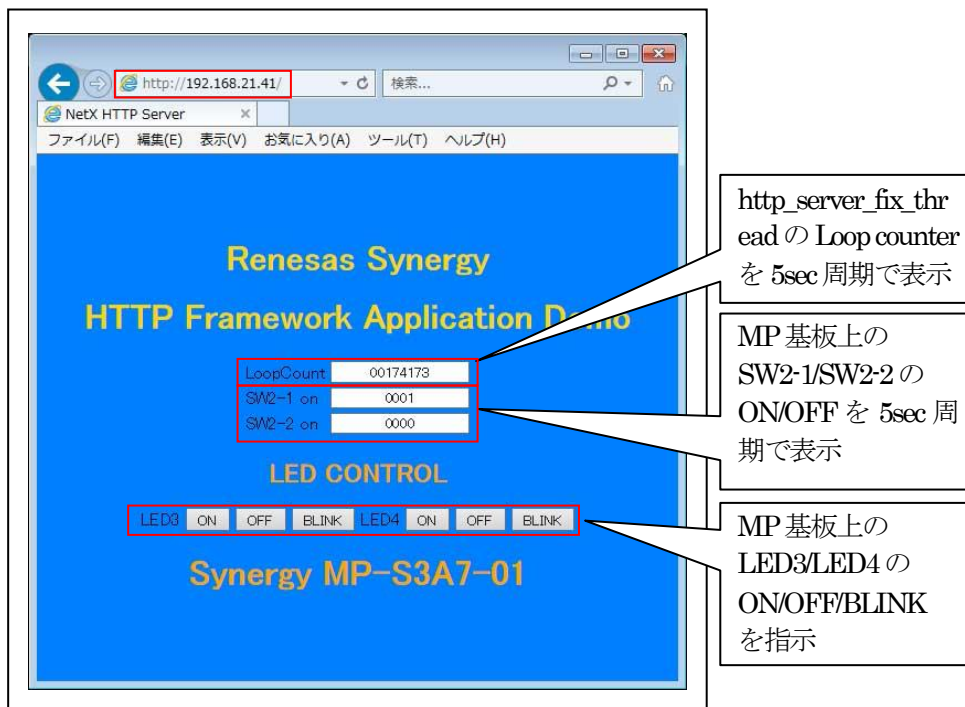 http://192.168.21.41/
検索...
NetX HTTP Server
ファイル(F) 編集(E) 表示(V) お気に入り(A) ツール(T) ヘルプ(H)
Renesas Synergy
HTTP Framework Application Demo
LoopCount 00174173
SW2-1 on 0001
SW2-2 on 0000
LED CONTROL
LED3 ON OFF BLINK LED4 ON OFF BLINK
Synergy MP-S3A7-01
http_server_fix_thr
ead の Loop counter
を 5sec 周期で表示
MP 基板上の
SW2-1/SW2-2 の
ON/OFF を 5sec 周
期で表示
MP 基板上の
LED3/LED4 の
ON/OFF/BLINK
を指示